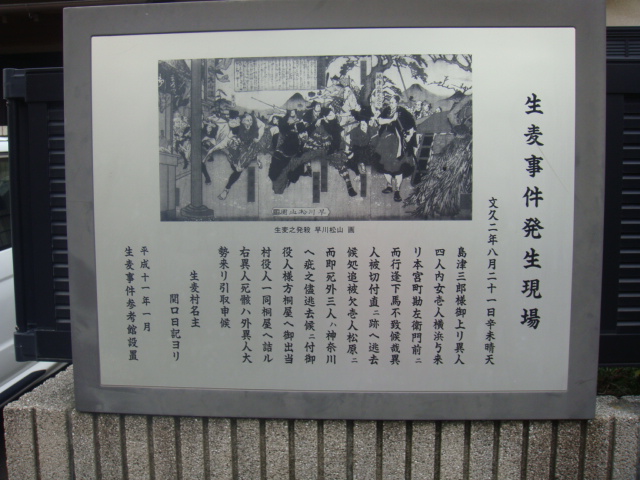 生麦事件発生現場
文久二年八月二十一日辛未晴天
島津三郎様御上リ異人
四人内女壱人横浜ゟ来
リ本宮町勘左衛門前ニ
而行逢下馬不致候哉異
人被切付直ニ跡ヘ逃去
候処追被欠壱人松原ニ
而即死外三人ハ神奈川
ヘ疵之儘逃去候ニ付御
役人様方桐屋ヘ御出当
村役人一同桐屋ヘ詰ル
右異人死骸ハ外異人大
勢来リ引取申候
生麦村名主
関口日記ヨリ
平成十一年一月
生麦事件参考館設置
生麦之発殺 早川松山 画